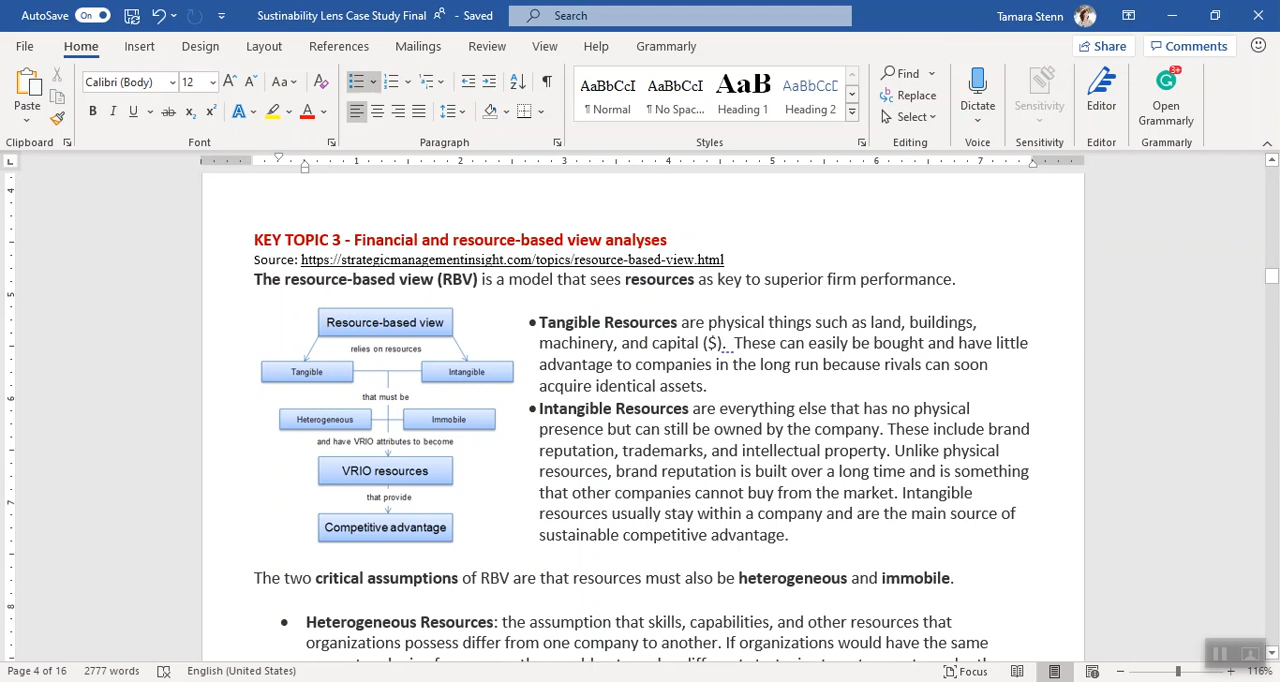 AutoSave On Sustinability Lens Case Study Final - Saved Search Tamara Stenn
File Home Insert Design Layout References Mailings Review View Help Grammarly Share Comments
Paste Calibri (Body) 12 Aa Find
AaBbCcI AaBbCcI AaB AaBbCcD
B I U ab x₂ x² A A Replace Dictate Sensitivity Editor Open Grammarly
¶ Normal ¶ No Spac... Heading 1 Heading 2 Select
Clipboard Font Paragraph Styles Editing Voice Sensitivity Editor Grammarly
1 2 3 4 5 6 7
KEY TOPIC 3 - Financial and resource-based view analyses
Source: https://strategicmanagementinsight.com/topics/resource-based-view.html
The resource-based view (RBV) is a model that sees resources as key to superior firm performance.
Resource-based view
relies on resources
Tangible Intangible
that must be
Heterogeneous Immobile
and have VRIO attributes to become
VRIO resources
that provide
Competitive advantage
• Tangible Resources are physical things such as land, buildings,
machinery, and capital ($). These can easily be bought and have little
advantage to companies in the long run because rivals can soon
acquire identical assets.
• Intangible Resources are everything else that has no physical
presence but can still be owned by the company. These include brand
reputation, trademarks, and intellectual property. Unlike physical
resources, brand reputation is built over a long time and is something
that other companies cannot buy from the market. Intangible
resources usually stay within a company and are the main source of
sustainable competitive advantage.
The two critical assumptions of RBV are that resources must also be heterogeneous and immobile.
• Heterogeneous Resources: the assumption that skills, capabilities, and other resources that
organizations possess differ from one company to another. If organizations would have the same
Page 4 of 16 2777 words English (United States) Focus 116%